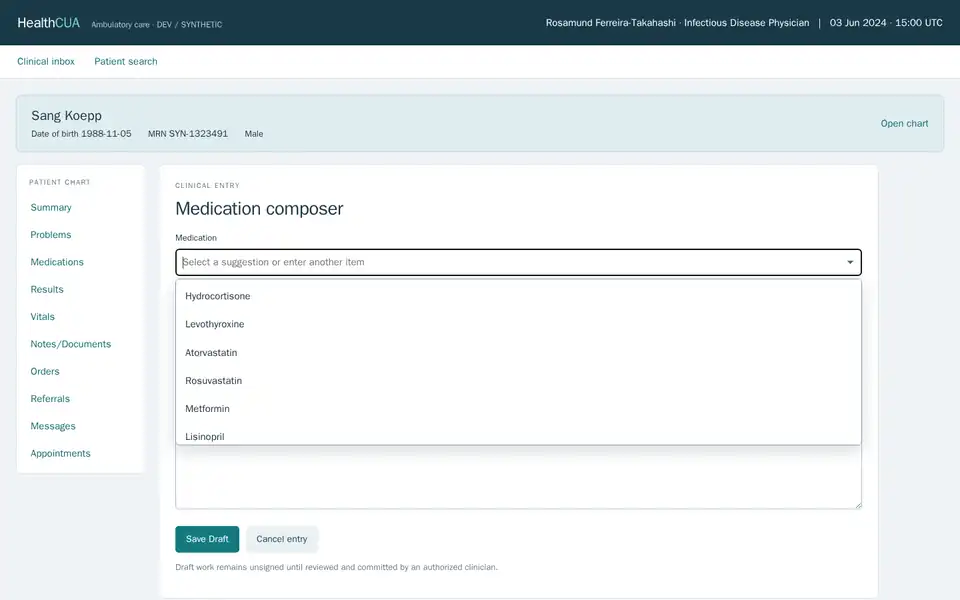 HealthCUA Ambulatory care · DEV / SYNTHETIC Rosamund Ferreira-Takahashi · Infectious Disease Physician | 03 Jun 2024 · 15:00 UTC
Clinical inbox Patient search
Sang Koepp
Date of birth 1988-11-05 MRN SYN-1323491 Male
Open chart
PATIENT CHART
Summary
Problems
Medications
Results
Vitals
Notes/Documents
Orders
Referrals
Messages
Appointments
CLINICAL ENTRY
Medication composer
Medication
Select a suggestion or enter another item
Hydrocortisone
Levothyroxine
Atorvastatin
Rosuvastatin
Metformin
Lisinopril
Save Draft Cancel entry
Draft work remains unsigned until reviewed and committed by an authorized clinician.